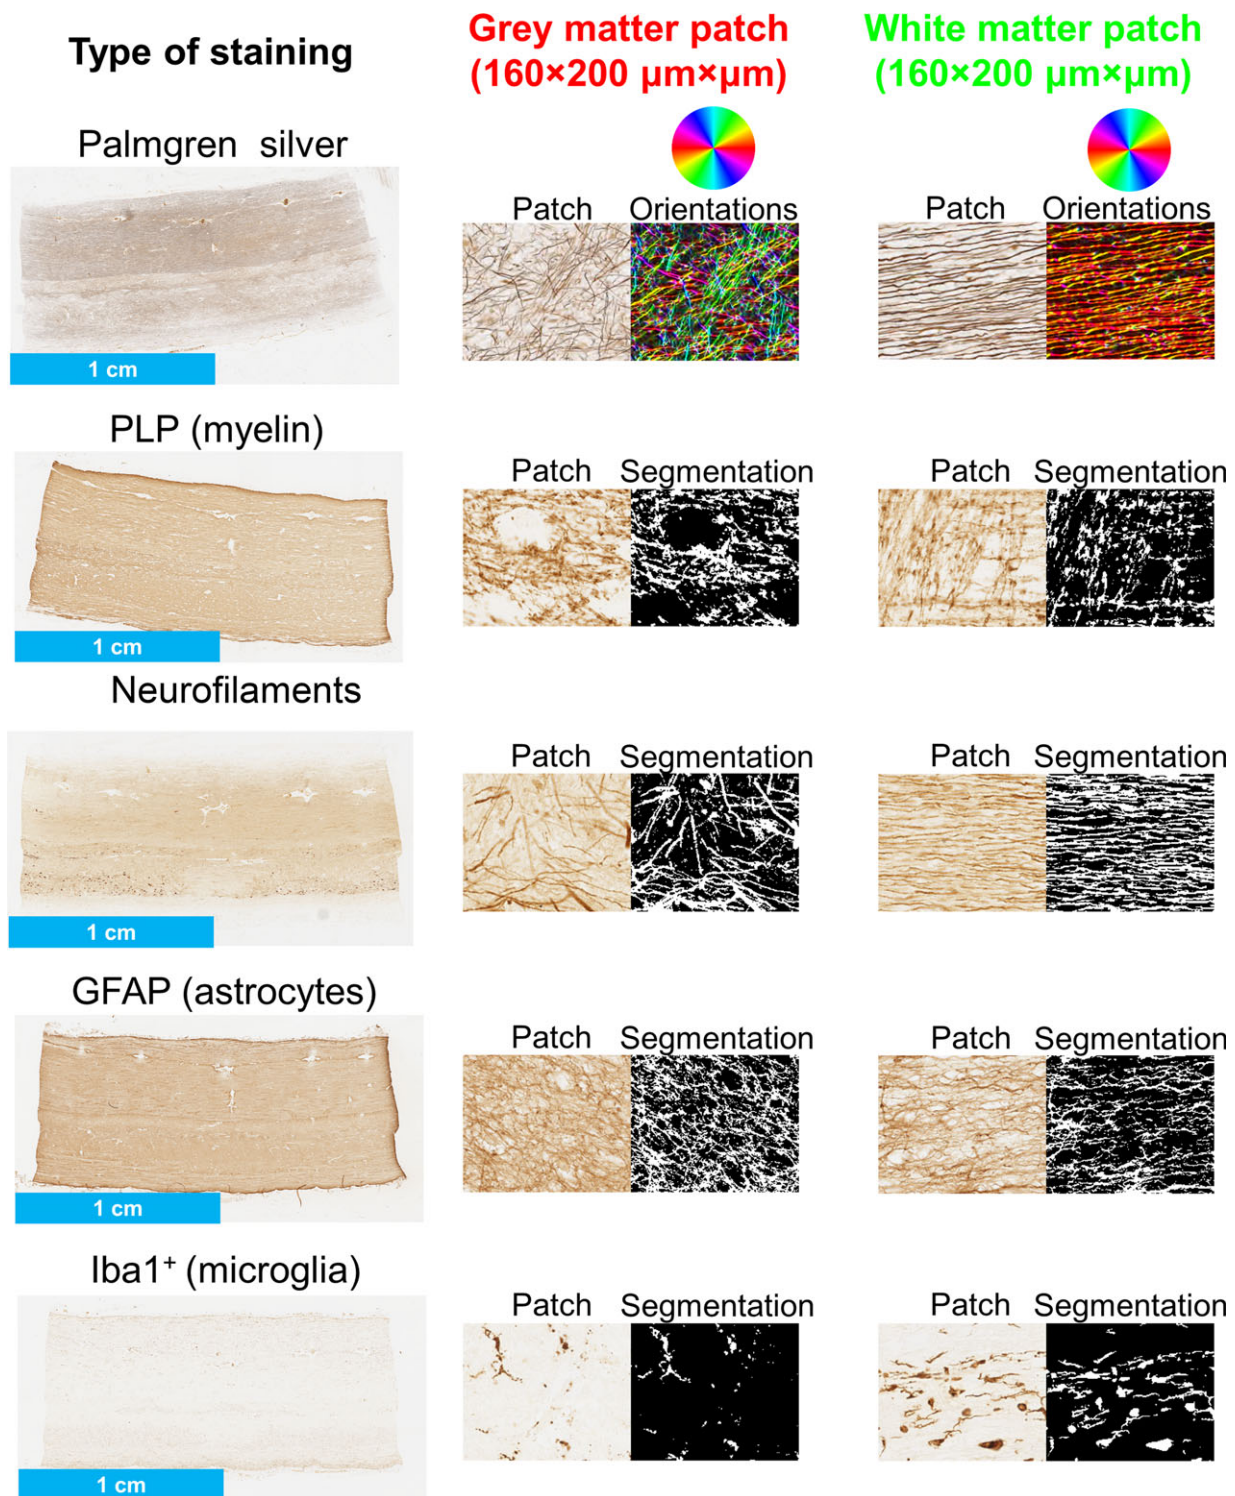 Type of staining
Grey matter patch
(160×200 µm×µm)
White matter patch
(160×200 µm×µm)
Palmgren silver
Patch Orientations
Patch Orientations
1 cm
PLP (myelin)
Patch Segmentation
Patch Segmentation
1 cm
Neurofilaments
Patch Segmentation
Patch Segmentation
1 cm
GFAP (astrocytes)
Patch Segmentation
Patch Segmentation
1 cm
Iba1⁺ (microglia)
Patch Segmentation
Patch Segmentation
1 cm